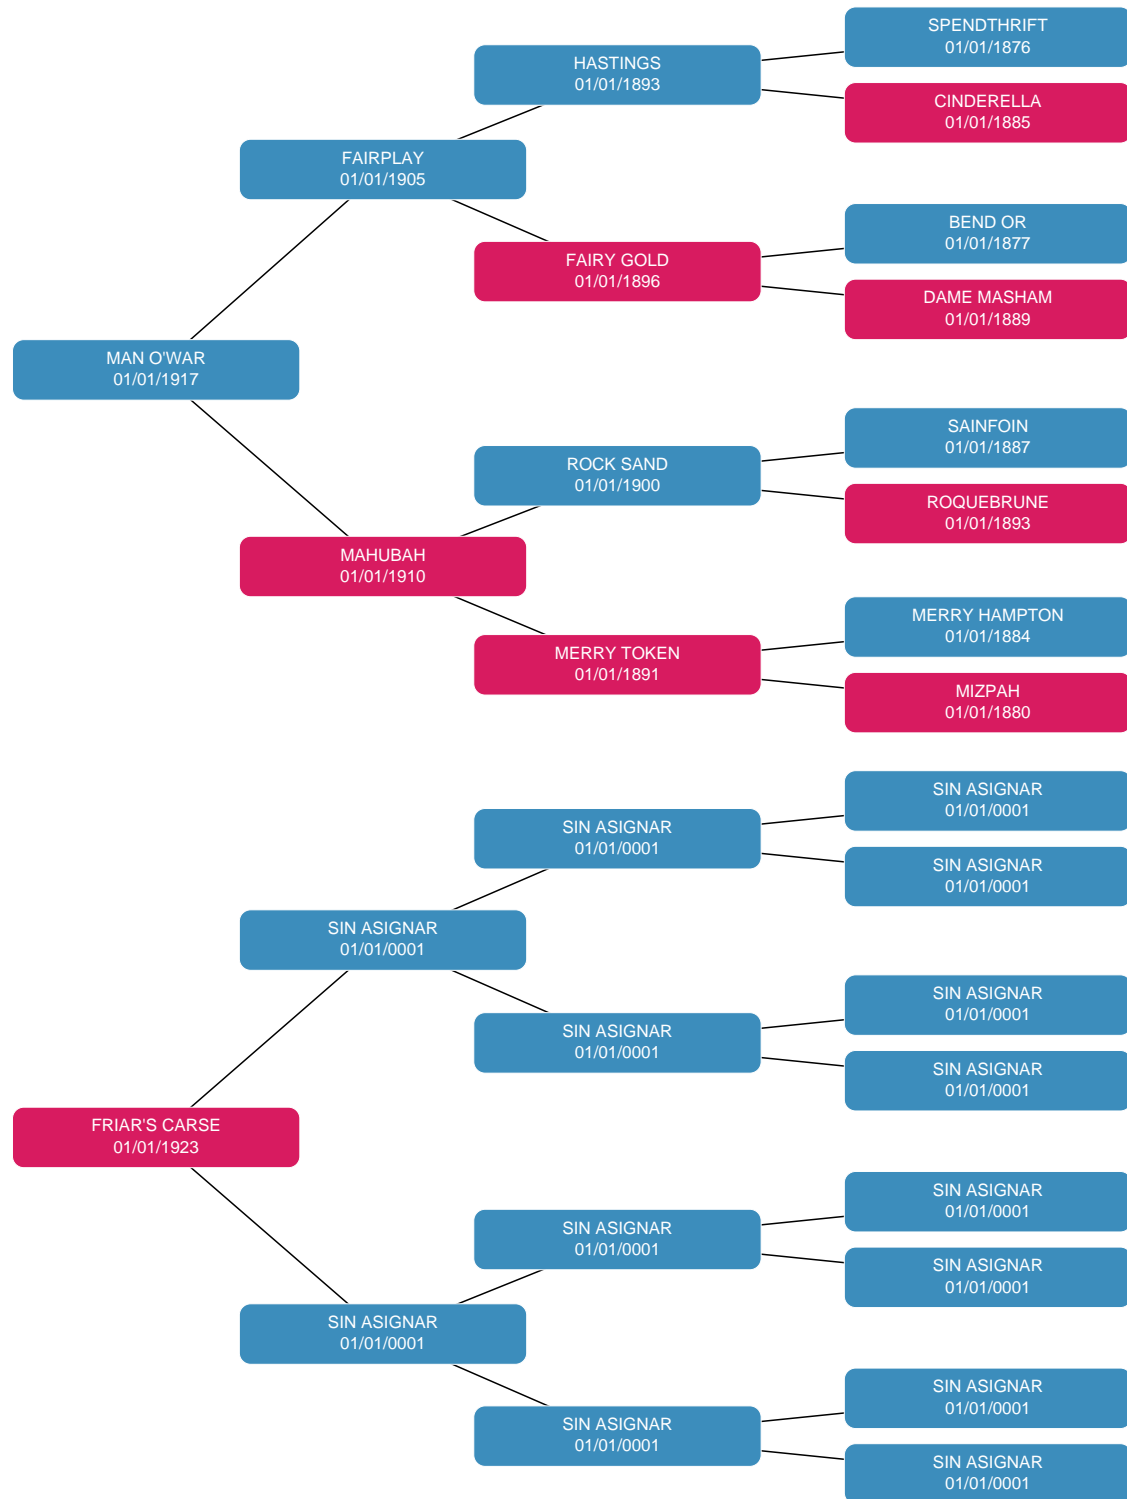 SPENDTHRIFT
01/01/1876
HASTINGS
01/01/1893
CINDERELLA
01/01/1885
FAIRPLAY
01/01/1905
BEND OR
01/01/1877
FAIRY GOLD
01/01/1896
DAME MASHAM
01/01/1889
MAN O'WAR
01/01/1917
SAINFOIN
01/01/1887
ROCK SAND
01/01/1900
ROQUEBRUNE
01/01/1893
MAHUBAH
01/01/1910
MERRY HAMPTON
01/01/1884
MERRY TOKEN
01/01/1891
MIZPAH
01/01/1880
SIN ASIGNAR
01/01/0001
SIN ASIGNAR
01/01/0001
SIN ASIGNAR
01/01/0001
SIN ASIGNAR
01/01/0001
SIN ASIGNAR
01/01/0001
SIN ASIGNAR
01/01/0001
SIN ASIGNAR
01/01/0001
FRIAR'S CARSE
01/01/1923
SIN ASIGNAR
01/01/0001
SIN ASIGNAR
01/01/0001
SIN ASIGNAR
01/01/0001
SIN ASIGNAR
01/01/0001
SIN ASIGNAR
01/01/0001
SIN ASIGNAR
01/01/0001
SIN ASIGNAR
01/01/0001